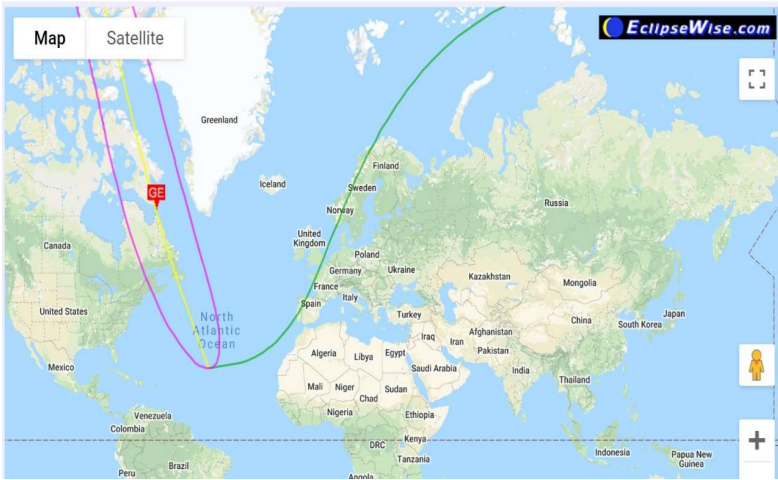 Map
Satellite
EclipseWise.com
Greenland
GE
Iceland
Finland
Sweden
Norway
Russia
Canada
United
Kingdom
Poland
Germany
Ukraine
France
Kazakhstan
Mongolia
Spain
Italy
United States
North
Atlantic
Ocean
Turkey
China
South Korea
Japan
Iraq
Iran
Afghanistan
Pakistan
Mexico
Algeria
Libya
Egypt
Saudi Arabia
India
Thailand
Mali
Niger
Chad
Sudan
Nigeria
Ethiopia
Venezuela
Colombia
DRC
Kenya
Tanzania
Indonesia
Papua New
Guinea
Peru
Brazil
Angola